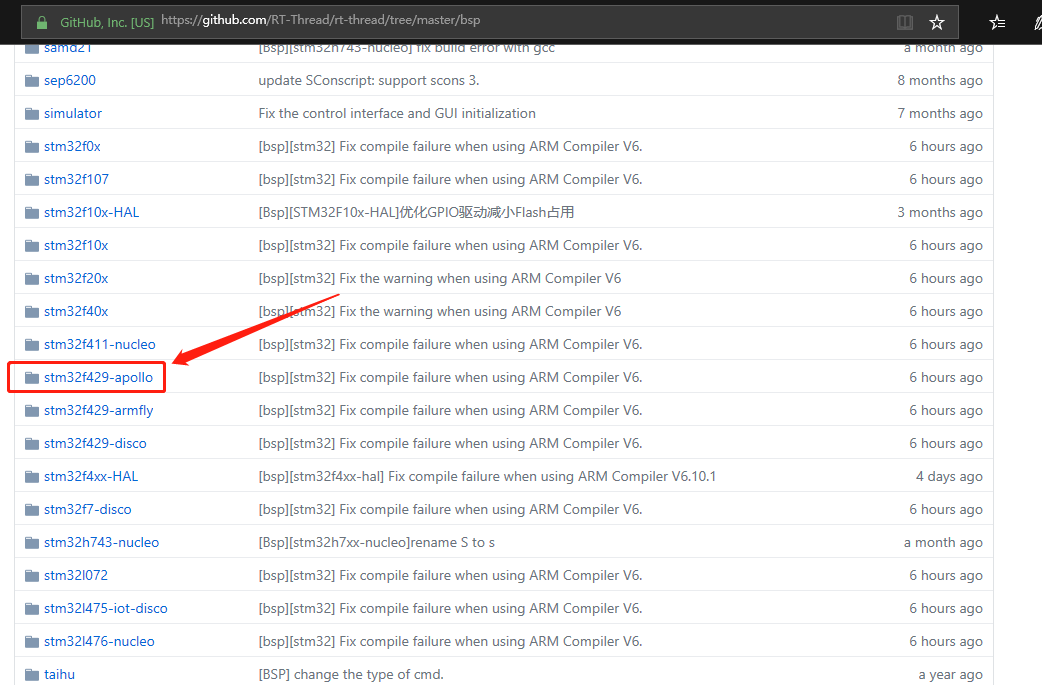 GitHub, Inc. [US] https://github.com/RT-Thread/rt-thread/tree/master/bsp
samd21 [Bsp][stm32h743-nucleo] fix build error with gcc a month ago
sep6200 update SConscript: support scons 3. 8 months ago
simulator Fix the control interface and GUI initialization 7 months ago
stm32f0x [bsp][stm32] Fix compile failure when using ARM Compiler V6. 6 hours ago
stm32f107 [bsp][stm32] Fix compile failure when using ARM Compiler V6. 6 hours ago
stm32f10x-HAL [Bsp][STM32F10x-HAL]优化GPIO驱动减小Flash占用 3 months ago
stm32f10x [bsp][stm32] Fix compile failure when using ARM Compiler V6. 6 hours ago
stm32f20x [bsp][stm32] Fix the warning when using ARM Compiler V6 6 hours ago
stm32f40x [bsp][stm32] Fix the warning when using ARM Compiler V6 6 hours ago
stm32f411-nucleo [bsp][stm32] Fix compile failure when using ARM Compiler V6. 6 hours ago
stm32f429-apollo [bsp][stm32] Fix compile failure when using ARM Compiler V6. 6 hours ago
stm32f429-armfly [bsp][stm32] Fix compile failure when using ARM Compiler V6. 6 hours ago
stm32f429-disco [bsp][stm32] Fix compile failure when using ARM Compiler V6. 6 hours ago
stm32f4xx-HAL [bsp][stm32f4xx-hal] Fix compile failure when using ARM Compiler V6.10.1 4 days ago
stm32f7-disco [bsp][stm32] Fix compile failure when using ARM Compiler V6. 6 hours ago
stm32h743-nucleo [Bsp][stm32h7xx-nucleo]rename S to s a month ago
stm32l072 [bsp][stm32] Fix compile failure when using ARM Compiler V6. 6 hours ago
stm32l475-iot-disco [bsp][stm32] Fix compile failure when using ARM Compiler V6. 6 hours ago
stm32l476-nucleo [bsp][stm32] Fix compile failure when using ARM Compiler V6. 6 hours ago
taihu [BSP] change the type of cmd. a year ago